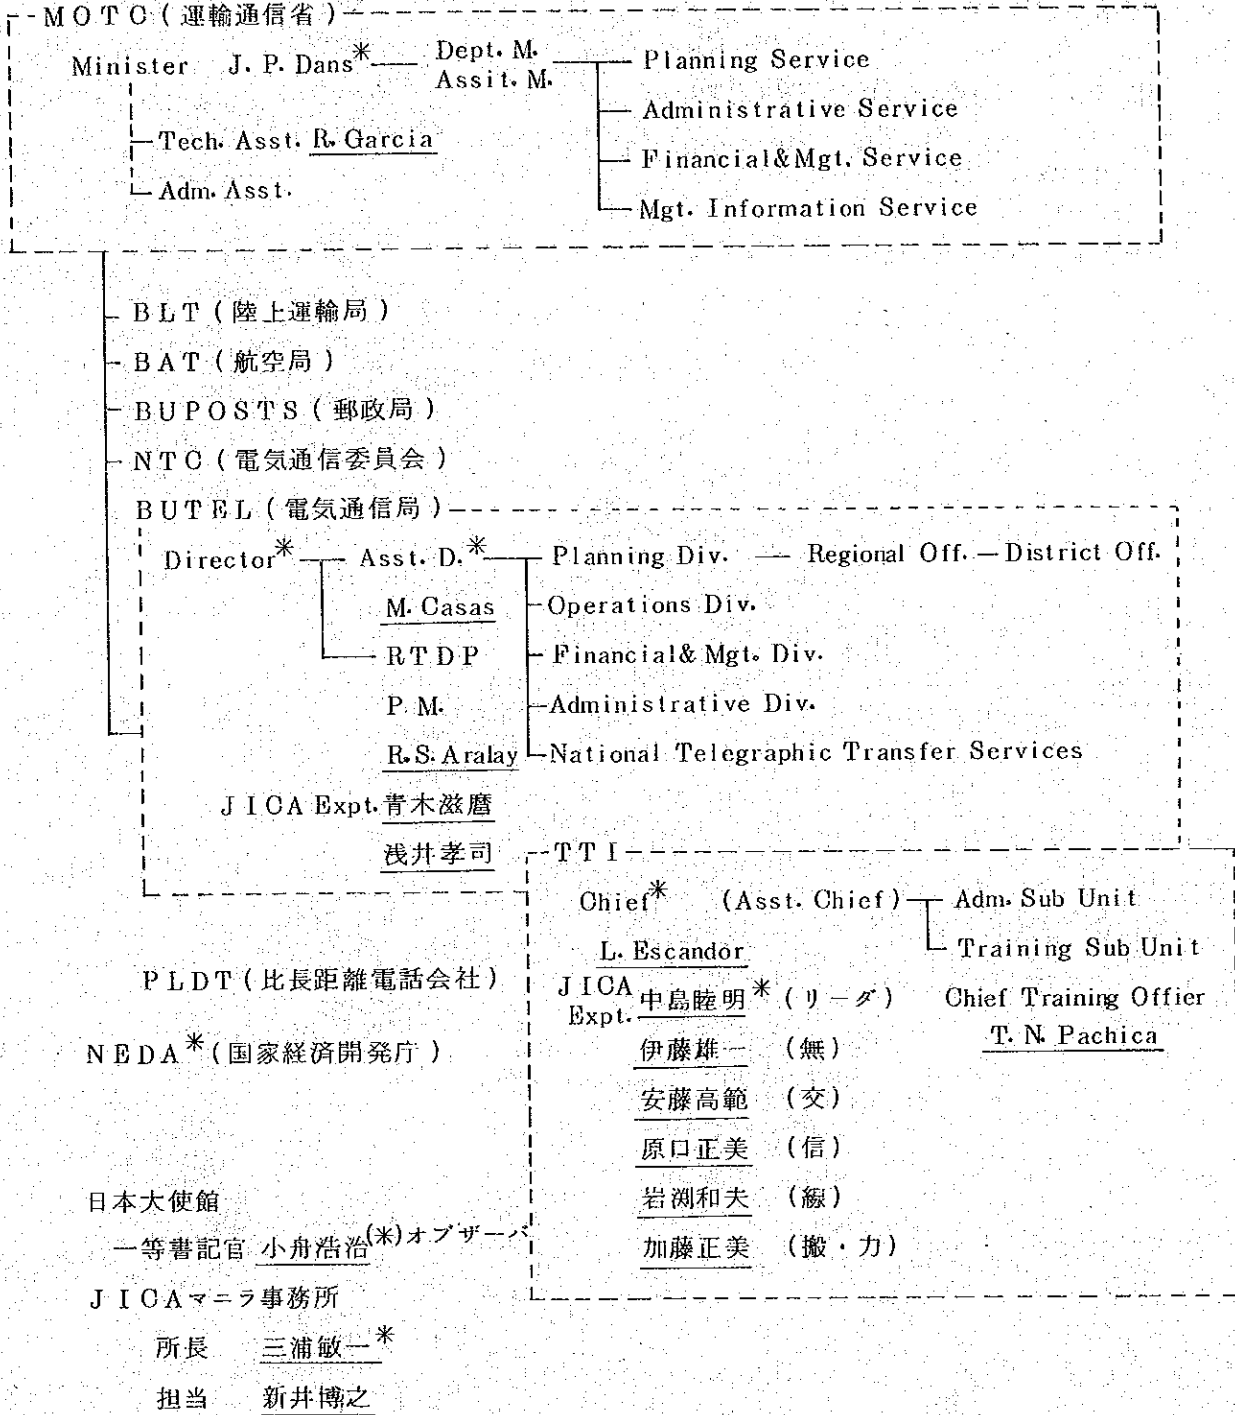 MOTC(運輸通信省)
Minister J. P. Dans* Dept. M. Planning Service
Assit. M.
Administrative Service
Tech. Asst. R. Garcia
Financial&Mgt. Service
Adm. Asst.
Mgt. Information Service
BLT(陸上運輸局)
BAT(航空局)
BUPOSTS(郵政局)
NTC(電気通信委員会)
BUTEL(電気通信局)
Director* Asst. D.* Planning Div. Regional Off. District Off.
M. Casas Operations Div.
RTDP Financial& Mgt. Div.
P. M. Administrative Div.
R.S. Aralay National Telegraphic Transfer Services
JICA Expt. 青木滋麿
浅井孝司
TTI
Chief* (Asst. Chief) Adm. Sub Unit
L. Escandor Training Sub Unit
PLDT(比長距離電話会社)
JICA Expt. 中島睦明* (リーダ) Chief Training Offier
NEDA*(国家経済開発庁)
伊藤雄一 (無) T. N. Pachica
安藤高範 (交)
原口正美 (信)
日本大使館
岩渕和夫 (線)
一等書記官 小舟浩治(*)オブザーバ
加藤正美 (搬・力)
JICAマニラ事務所
所長 三浦敏一*
担当 新井博之